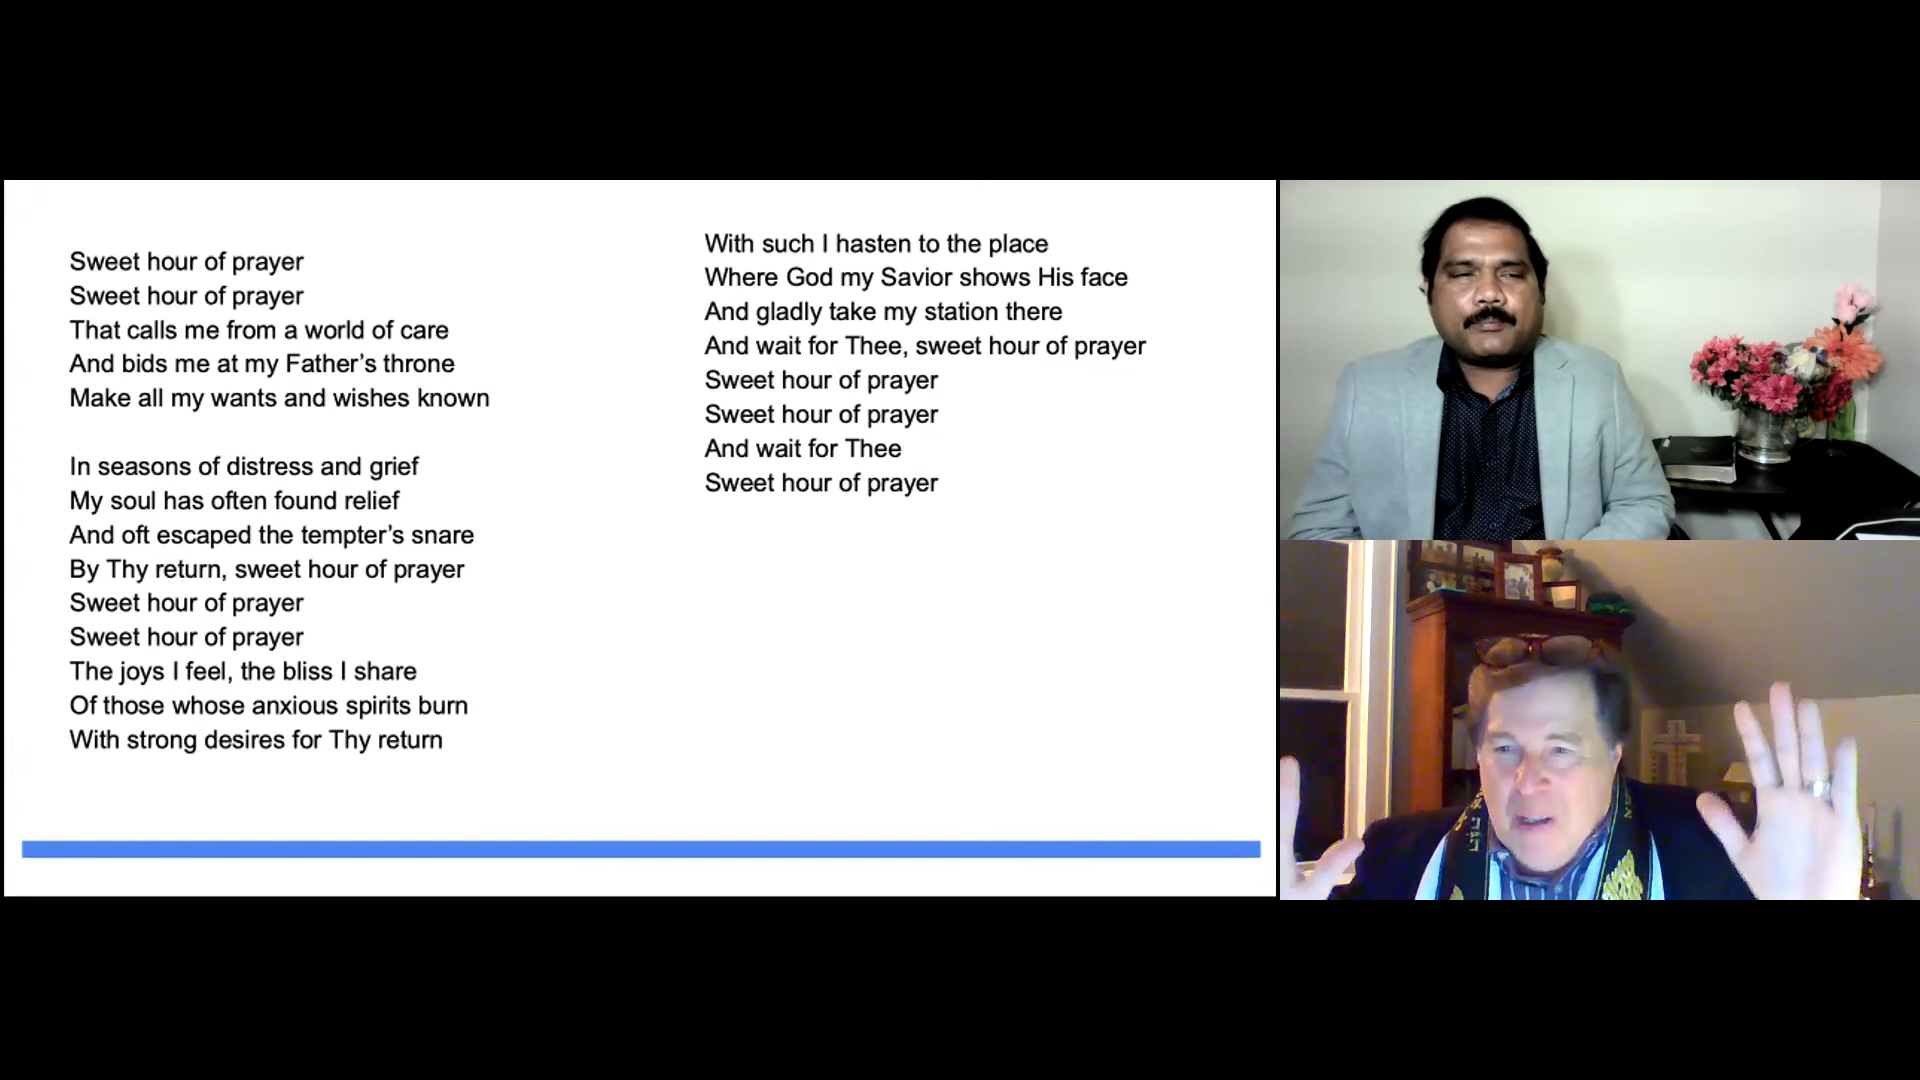 Sweet hour of prayer
Sweet hour of prayer
That calls me from a world of care
And bids me at my Father’s throne
Make all my wants and wishes known
In seasons of distress and grief
My soul has often found relief
And oft escaped the tempter’s snare
By Thy return, sweet hour of prayer
Sweet hour of prayer
Sweet hour of prayer
The joys I feel, the bliss I share
Of those whose anxious spirits burn
With strong desires for Thy return
With such I hasten to the place
Where God my Savior shows His face
And gladly take my station there
And wait for Thee, sweet hour of prayer
Sweet hour of prayer
Sweet hour of prayer
And wait for Thee
Sweet hour of prayer